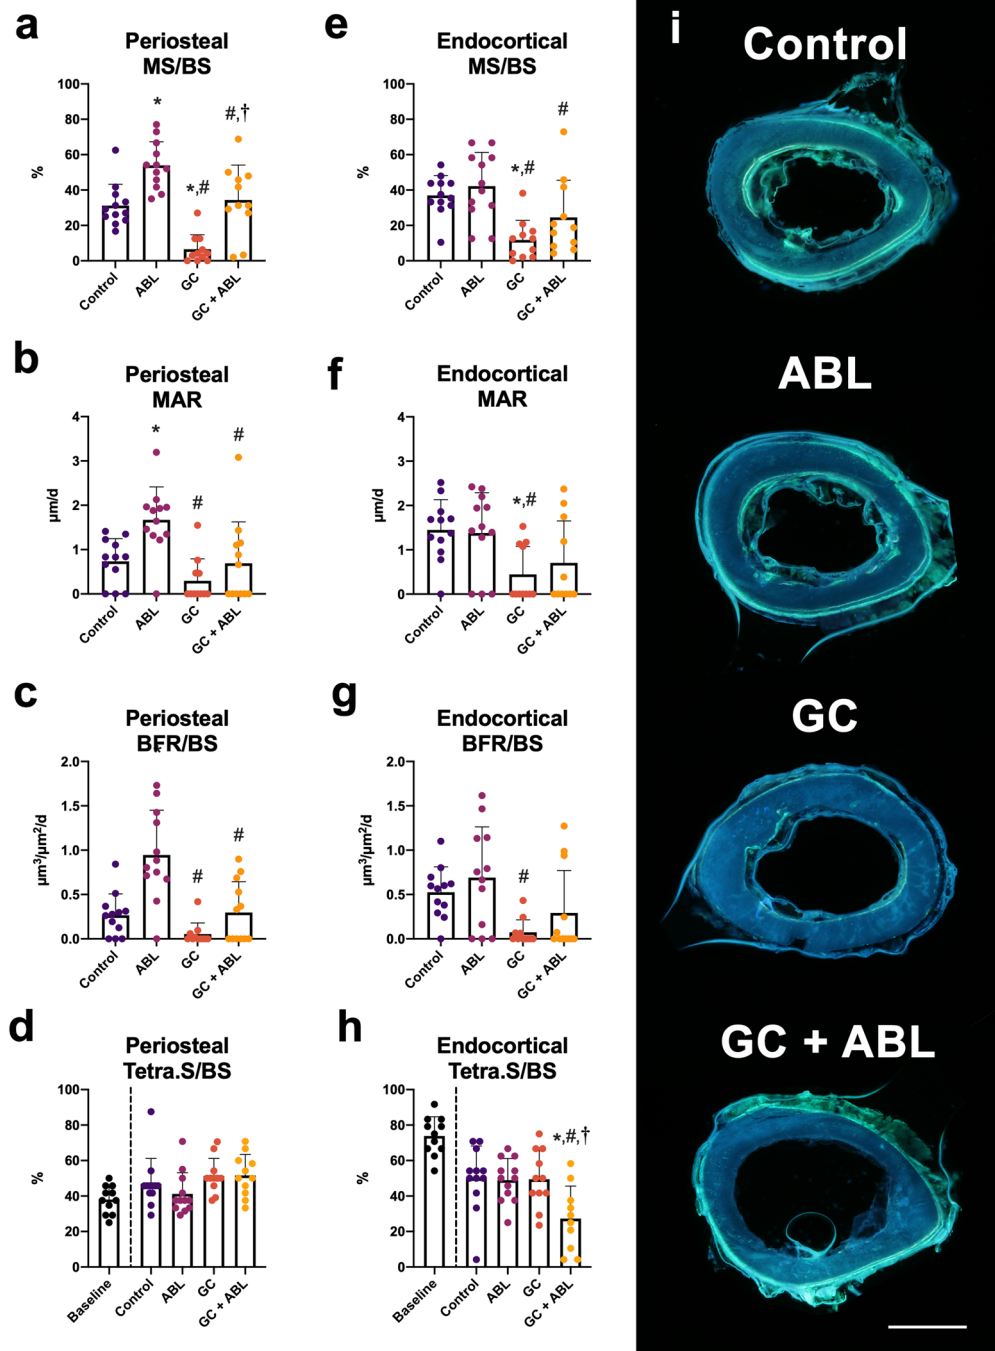 a
Periosteal
MS/BS
100
80
60
40
20
0
%
*
*,#
#,†
Control
ABL
GC
GC + ABL
e
Endocortical
MS/BS
100
80
60
40
20
0
%
*,#
#
Control
ABL
GC
GC + ABL
b
Periosteal
MAR
4
3
2
1
0
µm/d
*
#
#
Control
ABL
GC
GC + ABL
f
Endocortical
MAR
4
3
2
1
0
µm/d
*,#
Control
ABL
GC
GC + ABL
c
Periosteal
BFR/BS
2.0
1.5
1.0
0.5
0.0
µm³/µm²/d
*
#
#
Control
ABL
GC
GC + ABL
g
Endocortical
BFR/BS
2.0
1.5
1.0
0.5
0.0
µm³/µm²/d
#
Control
ABL
GC
GC + ABL
d
Periosteal
Tetra.S/BS
100
80
60
40
20
0
%
Baseline
Control
ABL
GC
GC + ABL
h
Endocortical
Tetra.S/BS
100
80
60
40
20
0
%
*,#,†
Baseline
Control
ABL
GC
GC + ABL
i
Control
ABL
GC
GC + ABL